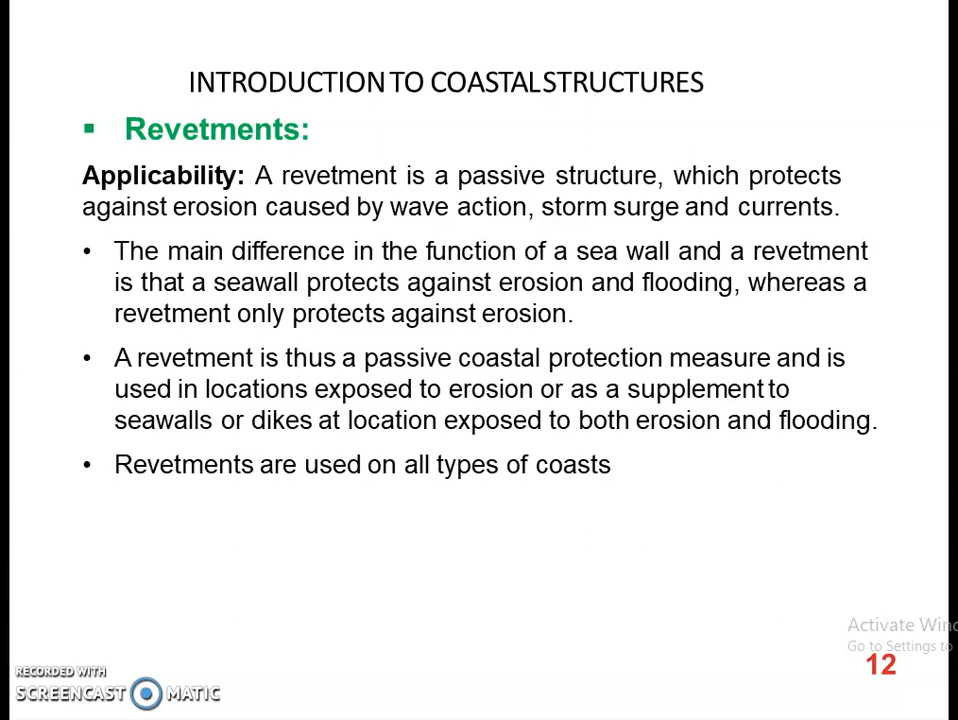 INTRODUCTION TO COASTAL STRUCTURES
▪ Revetments:
Applicability: A revetment is a passive structure, which protects
against erosion caused by wave action, storm surge and currents.
• The main difference in the function of a sea wall and a revetment
is that a seawall protects against erosion and flooding, whereas a
revetment only protects against erosion.
• A revetment is thus a passive coastal protection measure and is
used in locations exposed to erosion or as a supplement to
seawalls or dikes at location exposed to both erosion and flooding.
• Revetments are used on all types of coasts
Activate Win
Go to Settings to
12
RECORDED WITH
SCREENCAST MATIC